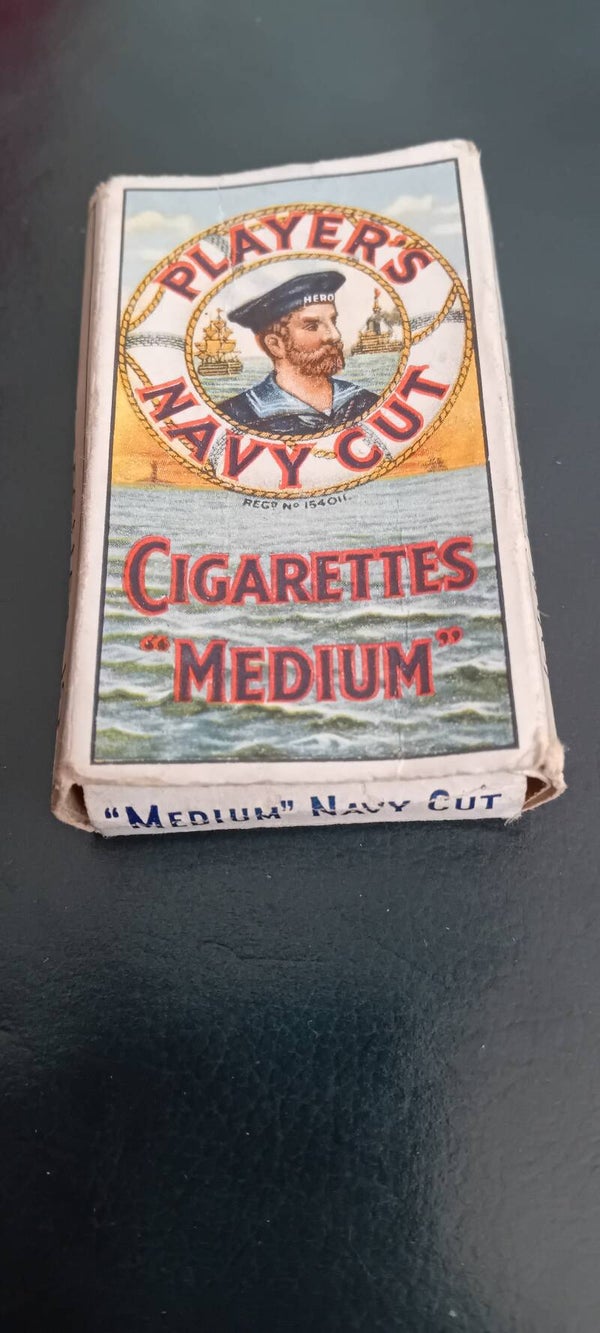 PLAYER'S
HERO
NAVY CUT
REGD. No 154011.
CIGARETTES
"MEDIUM"
"MEDIUM" NAVY CUT